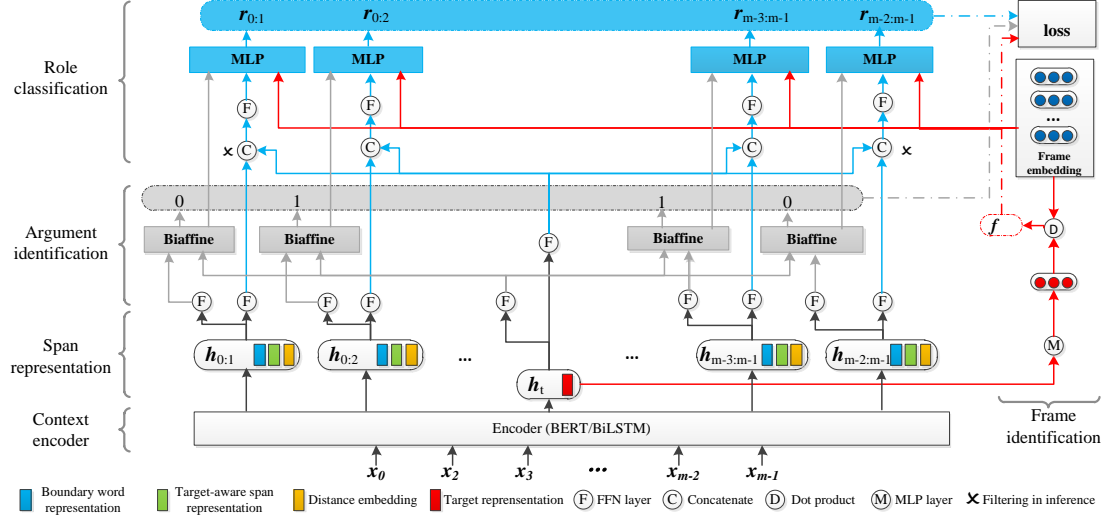 r0:1 r0:2 rm-3:m-1 rm-2:m-1
loss
MLP MLP MLP MLP
Role
classification
F F F F
...
× C C C C ×
Frame
embedding
0 1 1 0
Argument
identification
Biaffine Biaffine Biaffine Biaffine
F
f D
F F F F F F F F F
Span
representation
h0:1 h0:2 ... ... hm-3:m-1 hm-2:m-1
M
ht
Context
encoder
Encoder (BERT/BiLSTM)
Frame
identification
x0 x2 x3 ... xm-2 xm-1
Boundary word
representation
Target-aware span
representation
Distance embedding
Target reprensentation
F FFN layer
C Concatenate
D Dot product
M MLP layer
× Filtering in inference